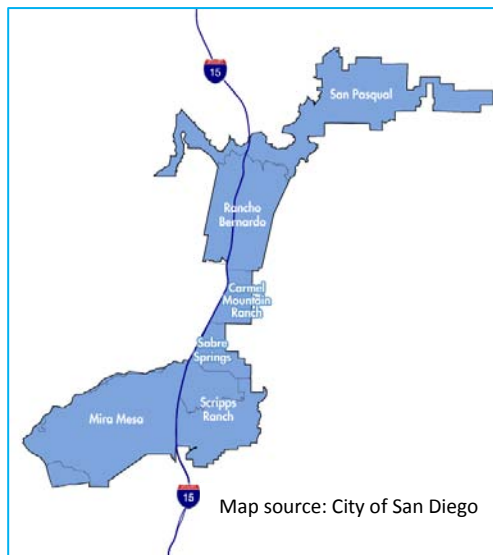 15
San Pasqual
Rancho
Bernardo
Carmel
Mountain
Ranch
Sabre
Springs
Mira Mesa
Scripps
Ranch
15
Map source: City of San Diego